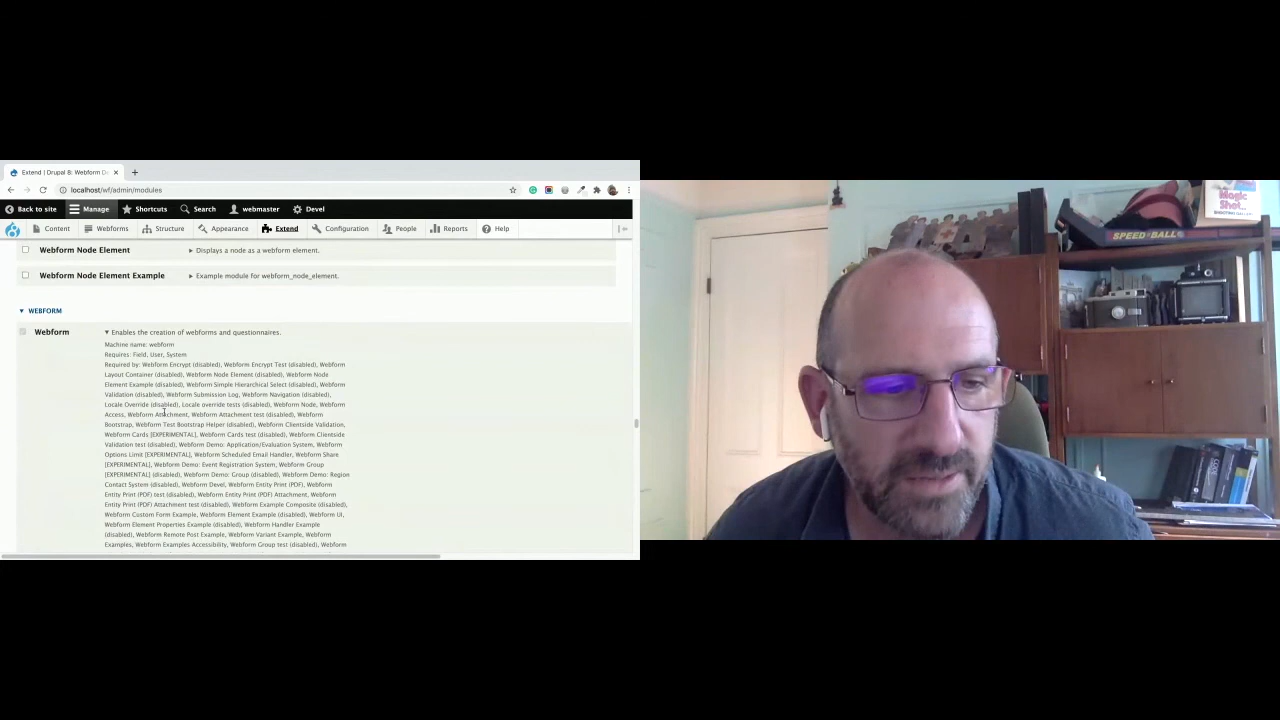 Extend | Drupal 8: Webform De
localhost/wf/admin/modules
Back to site Manage Shortcuts Search webmaster Devel
Content Webforms Structure Appearance Extend Configuration People Reports Help
Webform Node Element Displays a node as a webform element.
Webform Node Element Example Example module for webform_node_element.
WEBFORM
Webform Enables the creation of webforms and questionnaires.
Machine name: webform
Requires: Field, User, System
Required by: Webform Encrypt (disabled), Webform Encrypt Test (disabled), Webform
Layout Container (disabled), Webform Node Element (disabled), Webform Node
Element Example (disabled), Webform Simple Hierarchical Select (disabled), Webform
Validation (disabled), Webform Submission Log, Webform Navigation (disabled),
Locale Override (disabled), Locale override tests (disabled), Webform Node, Webform
Access, Webform Attachment, Webform Attachment test (disabled), Webform
Bootstrap, Webform Test Bootstrap Helper (disabled), Webform Clientside Validation,
Webform Cards [EXPERIMENTAL], Webform Cards test (disabled), Webform Clientside
Validation test (disabled), Webform Demo: Application/Evaluation System, Webform
Options Limit [EXPERIMENTAL], Webform Scheduled Email Handler, Webform Share
[EXPERIMENTAL], Webform Demo: Event Registration System, Webform Group
[EXPERIMENTAL] (disabled), Webform Demo: Group (disabled), Webform Demo: Region
Contact System (disabled), Webform Devel, Webform Entity Print (PDF), Webform
Entity Print (PDF) test (disabled), Webform Entity Print (PDF) Attachment, Webform
Entity Print (PDF) Attachment test (disabled), Webform Example Composite (disabled),
Webform Custom Form Example, Webform Element Example (disabled), Webform UI,
Webform Element Properties Example (disabled), Webform Handler Example
(disabled), Webform Remote Post Example, Webform Variant Example, Webform
Examples, Webform Examples Accessibility, Webform Group test (disabled), Webform
Magic
Shot
SPEED-BALL